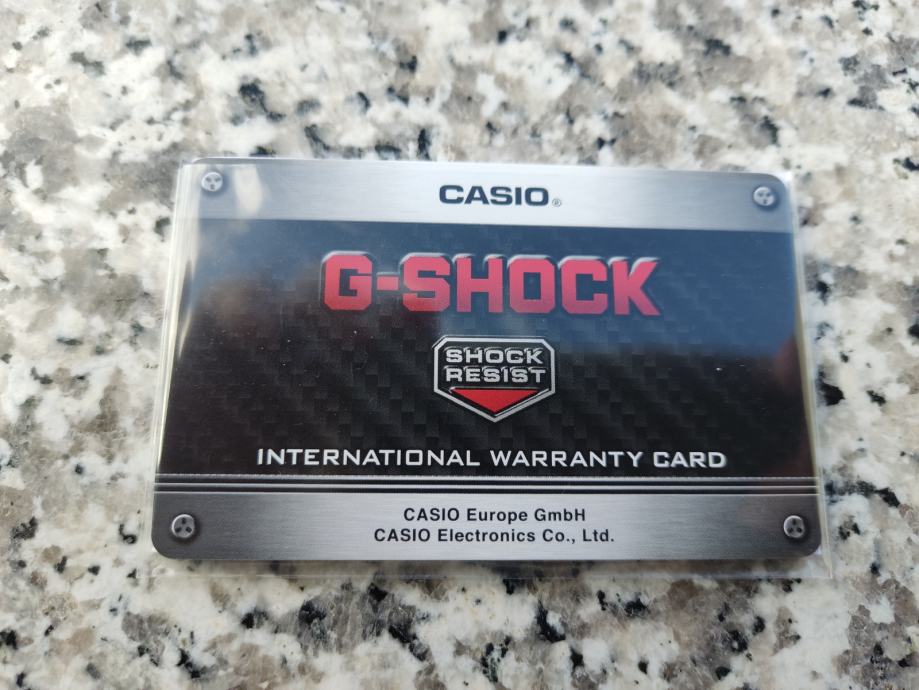 CASIO®
G-SHOCK
SHOCK
RESIST
INTERNATIONAL WARRANTY CARD
CASIO Europe GmbH
CASIO Electronics Co., Ltd.